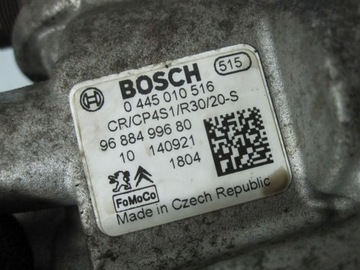 BOSCH
515
0 445 010 516
CR/CP4S1/R30/20-S
96 884 996 80
10 140921
1804
FoMoCo
Made in Czech Republic